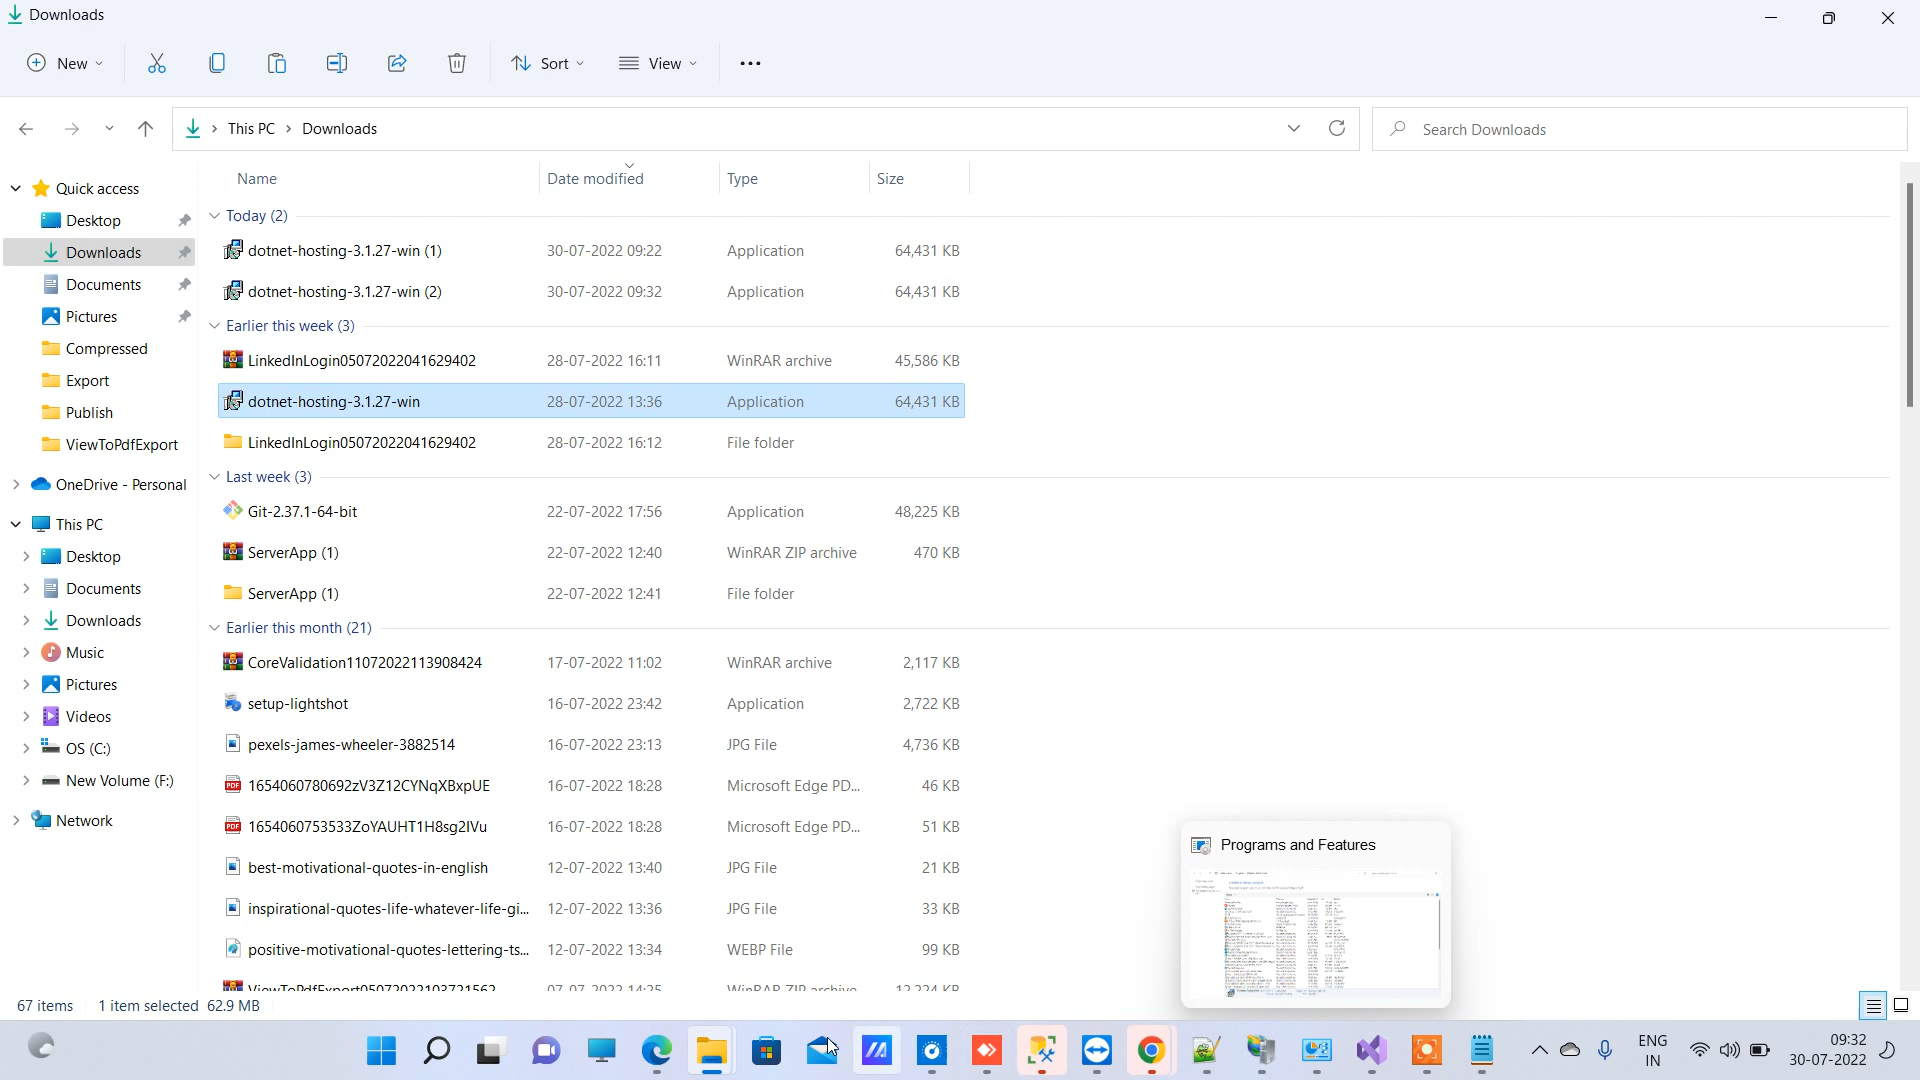 Downloads
New
Sort
View
This PC > Downloads
Search Downloads
Name Date modified Type Size
Quick access
Desktop
Downloads
Documents
Pictures
Compressed
Export
Publish
ViewToPdfExport
OneDrive - Personal
This PC
Desktop
Documents
Downloads
Music
Pictures
Videos
OS (C:)
New Volume (F:)
Network
Today (2)
dotnet-hosting-3.1.27-win (1) 30-07-2022 09:22 Application 64,431 KB
dotnet-hosting-3.1.27-win (2) 30-07-2022 09:32 Application 64,431 KB
Earlier this week (3)
LinkedInLogin05072022041629402 28-07-2022 16:11 WinRAR archive 45,586 KB
dotnet-hosting-3.1.27-win 28-07-2022 13:36 Application 64,431 KB
LinkedInLogin05072022041629402 28-07-2022 16:12 File folder
Last week (3)
Git-2.37.1-64-bit 22-07-2022 17:56 Application 48,225 KB
ServerApp (1) 22-07-2022 12:40 WinRAR ZIP archive 470 KB
ServerApp (1) 22-07-2022 12:41 File folder
Earlier this month (21)
CoreValidation11072022113908424 17-07-2022 11:02 WinRAR archive 2,117 KB
setup-lightshot 16-07-2022 23:42 Application 2,722 KB
pexels-james-wheeler-3882514 16-07-2022 23:13 JPG File 4,736 KB
1654060780692zV3Z12CYNqXBxpUE 16-07-2022 18:28 Microsoft Edge PD... 46 KB
1654060753533ZoYAUHT1H8sg2IVu 16-07-2022 18:28 Microsoft Edge PD... 51 KB
best-motivational-quotes-in-english 12-07-2022 13:40 JPG File 21 KB
inspirational-quotes-life-whatever-life-gi... 12-07-2022 13:36 JPG File 33 KB
positive-motivational-quotes-lettering-ts... 12-07-2022 13:34 WEBP File 99 KB
ViewToPdfExport05072022103721562 07-07-2022 14:25 WinRAR ZIP archive 12,224 KB
Programs and Features
67 items 1 item selected 62.9 MB
ENG
IN
09:32
30-07-2022